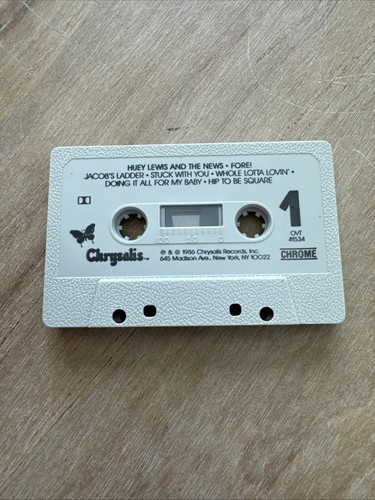 HUEY LEWIS AND THE NEWS • FORE!
JACOB'S LADDER • STUCK WITH YOU • WHOLE LOTTA LOVIN' •
DOING IT ALL FOR MY BABY • HIP TO BE SQUARE
1
OVT
41534
Chrysalis™
℗ & © 1986 Chrysalis Records, Inc.
645 Madison Ave., New York, NY 10022
CHROME